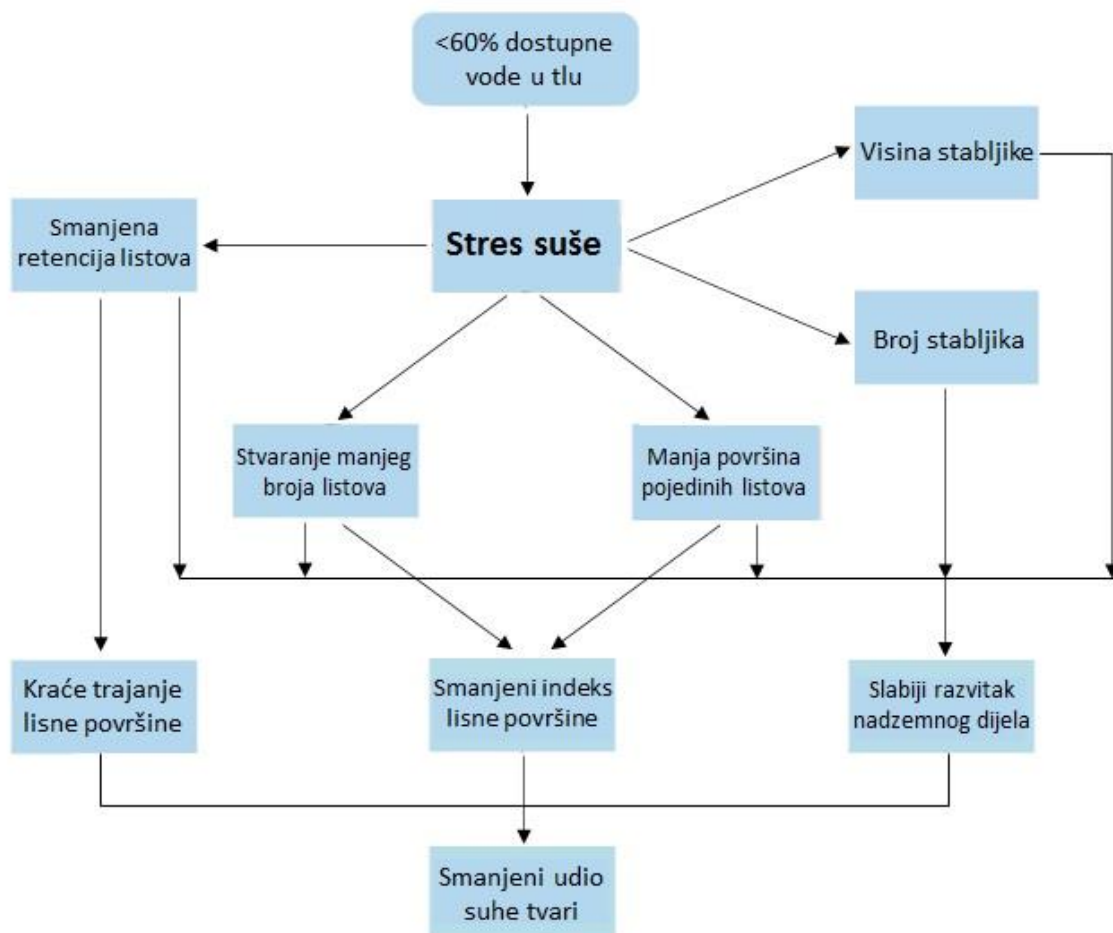 <60% dostupne
vode u tlu
Visina stabljike
Smanjena
retencija listova
Stres suše
Broj stabljika
Stvaranje manjeg
broja listova
Manja površina
pojedinih listova
Kraće trajanje
lisne površine
Smanjeni indeks
lisne površine
Slabiji razvitak
nadzemnog dijela
Smanjeni udio
suhe tvari